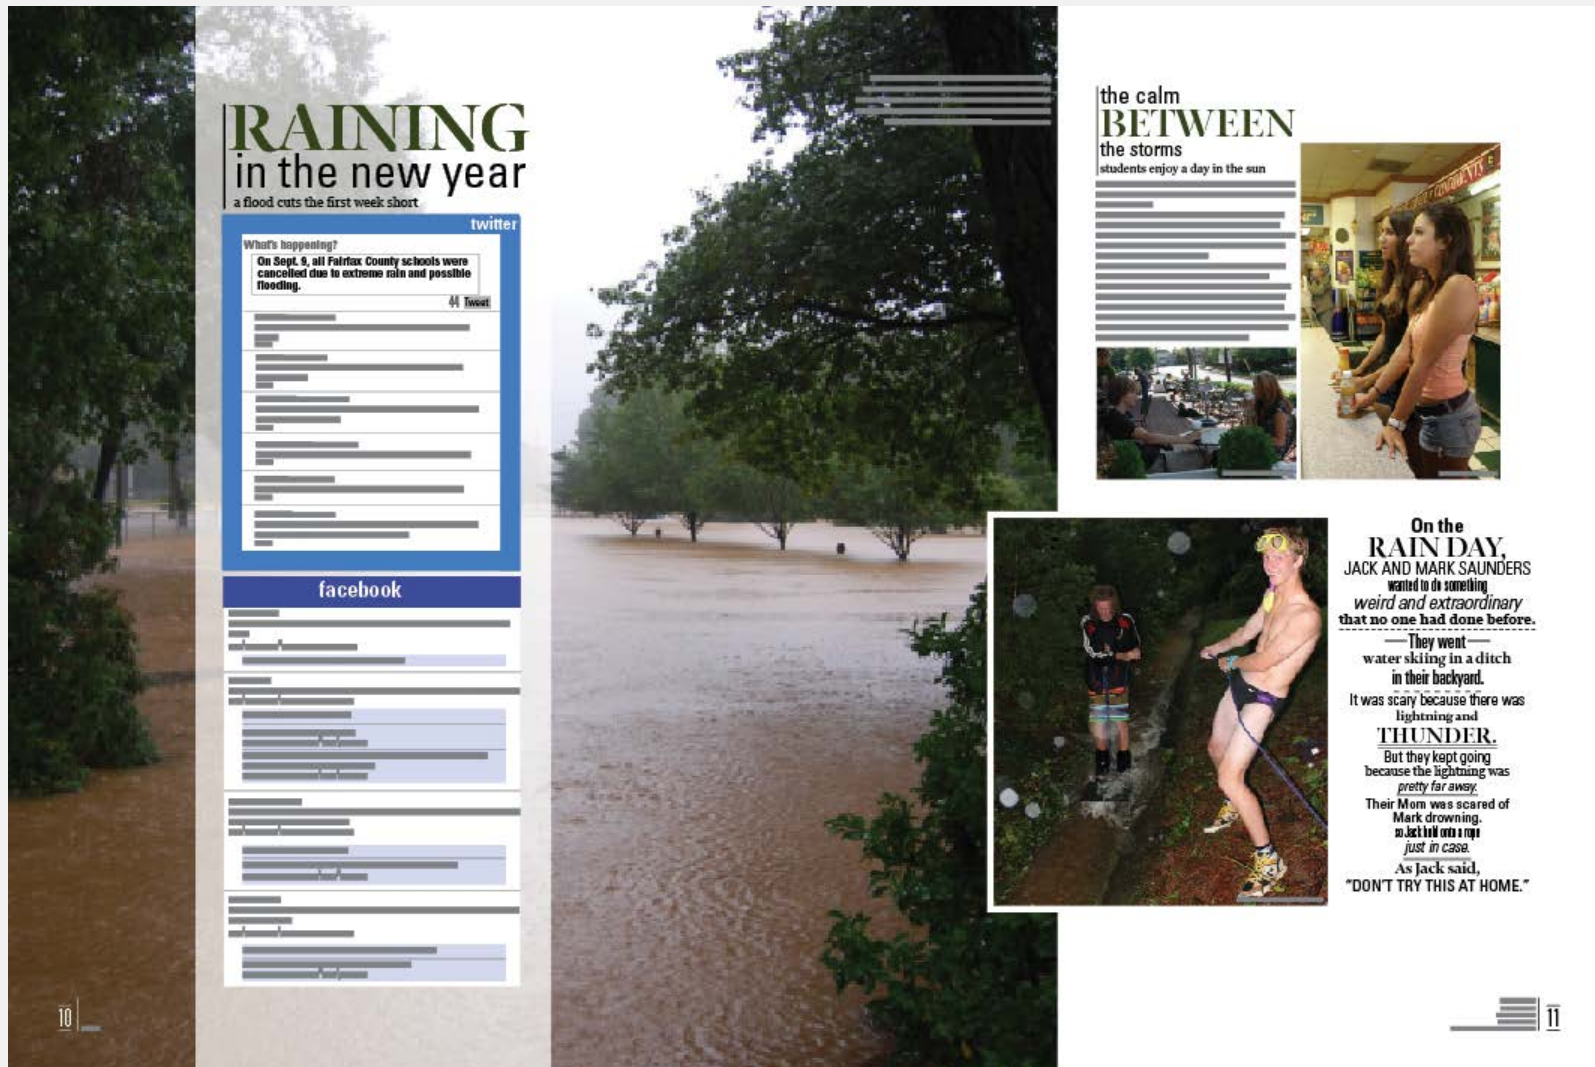 RAINING
in the new year
a flood cuts the first week short
twitter
What's happening?
On Sept. 9, all Fairfax County schools were
cancelled due to extreme rain and possible
flooding.
44 Tweet
facebook
10
the calm
BETWEEN
the storms
students enjoy a day in the sun
On the
RAIN DAY,
JACK AND MARK SAUNDERS
wanted to do something
weird and extraordinary
that no one had done before.
They went
water skiing in a ditch
in their backyard.
It was scary because there was
lightning and
THUNDER.
But they kept going
because the lightning was
pretty far away.
Their Mom was scared of
Mark drowning.
so Jack held onto a rope
just in case.
As Jack said,
"DON'T TRY THIS AT HOME."
11